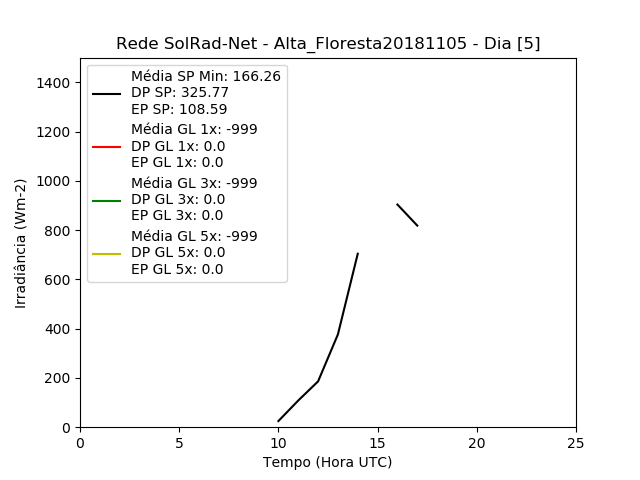 Rede SolRad-Net - Alta_Floresta20181105 - Dia [5]
Média SP Min: 166.26
DP SP: 325.77
EP SP: 108.59
Média GL 1x: -999
DP GL 1x: 0.0
EP GL 1x: 0.0
Média GL 3x: -999
DP GL 3x: 0.0
EP GL 3x: 0.0
Média GL 5x: -999
DP GL 5x: 0.0
EP GL 5x: 0.0
Irradiância (Wm-2)
1400
1200
1000
800
600
400
200
0
0 5 10 15 20 25
Tempo (Hora UTC)